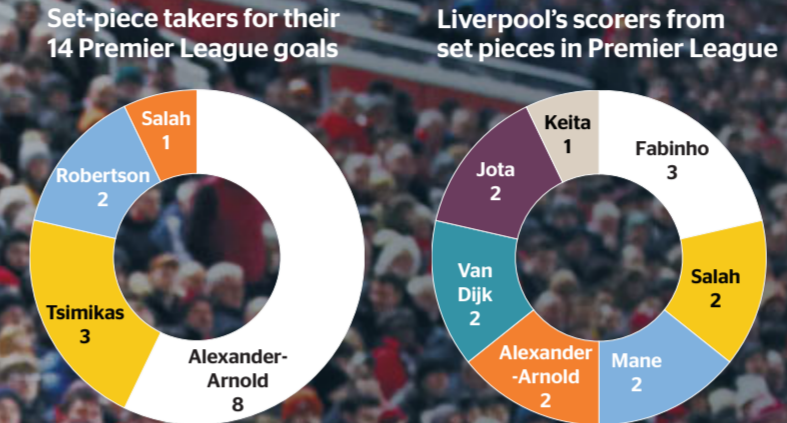 Set-piece takers for their
14 Premier League goals
Salah
1
Robertson
2
Tsimikas
3
Alexander-
Arnold
8
Liverpool's scorers from
set pieces in Premier League
Keita
1
Fabinho
3
Jota
2
Salah
2
Van
Dijk
2
Alexander
-Arnold
2
Mane
2